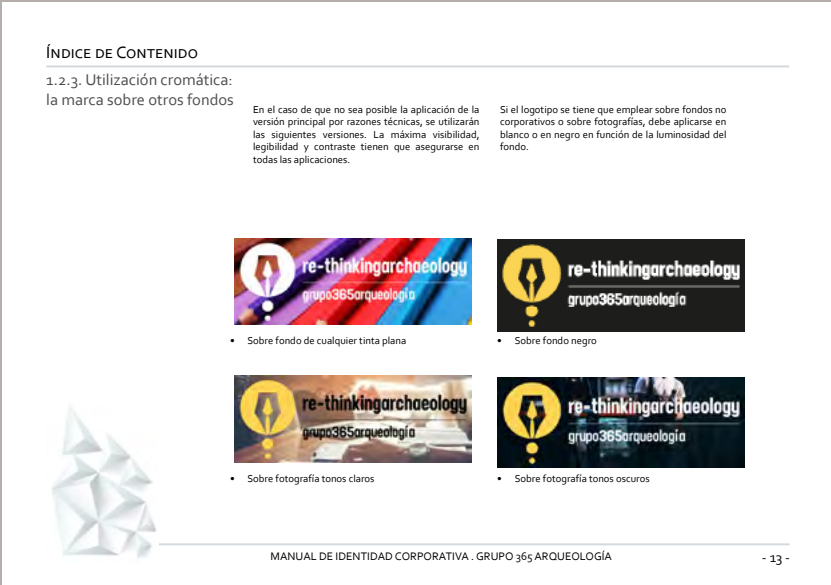 Índice de Contenido
1.2.3. Utilización cromática:
la marca sobre otros fondos
En el caso de que no sea posible la aplicación de la
versión principal por razones técnicas, se utilizarán
las siguientes versiones. La máxima visibilidad,
legibilidad y contraste tienen que asegurarse en
todas las aplicaciones.
Si el logotipo se tiene que emplear sobre fondos no
corporativos o sobre fotografías, debe aplicarse en
blanco o en negro en función de la luminosidad del
fondo.
re-thinkingarchaeology
grupo365arqueología
• Sobre fondo de cualquier tinta plana
re-thinkingarchaeology
grupo365arqueología
• Sobre fondo negro
re-thinkingarchaeology
grupo365arqueología
• Sobre fotografía tonos claros
re-thinkingarchaeology
grupo365arqueología
• Sobre fotografía tonos oscuros
MANUAL DE IDENTIDAD CORPORATIVA . GRUPO 365 ARQUEOLOGÍA
- 13 -